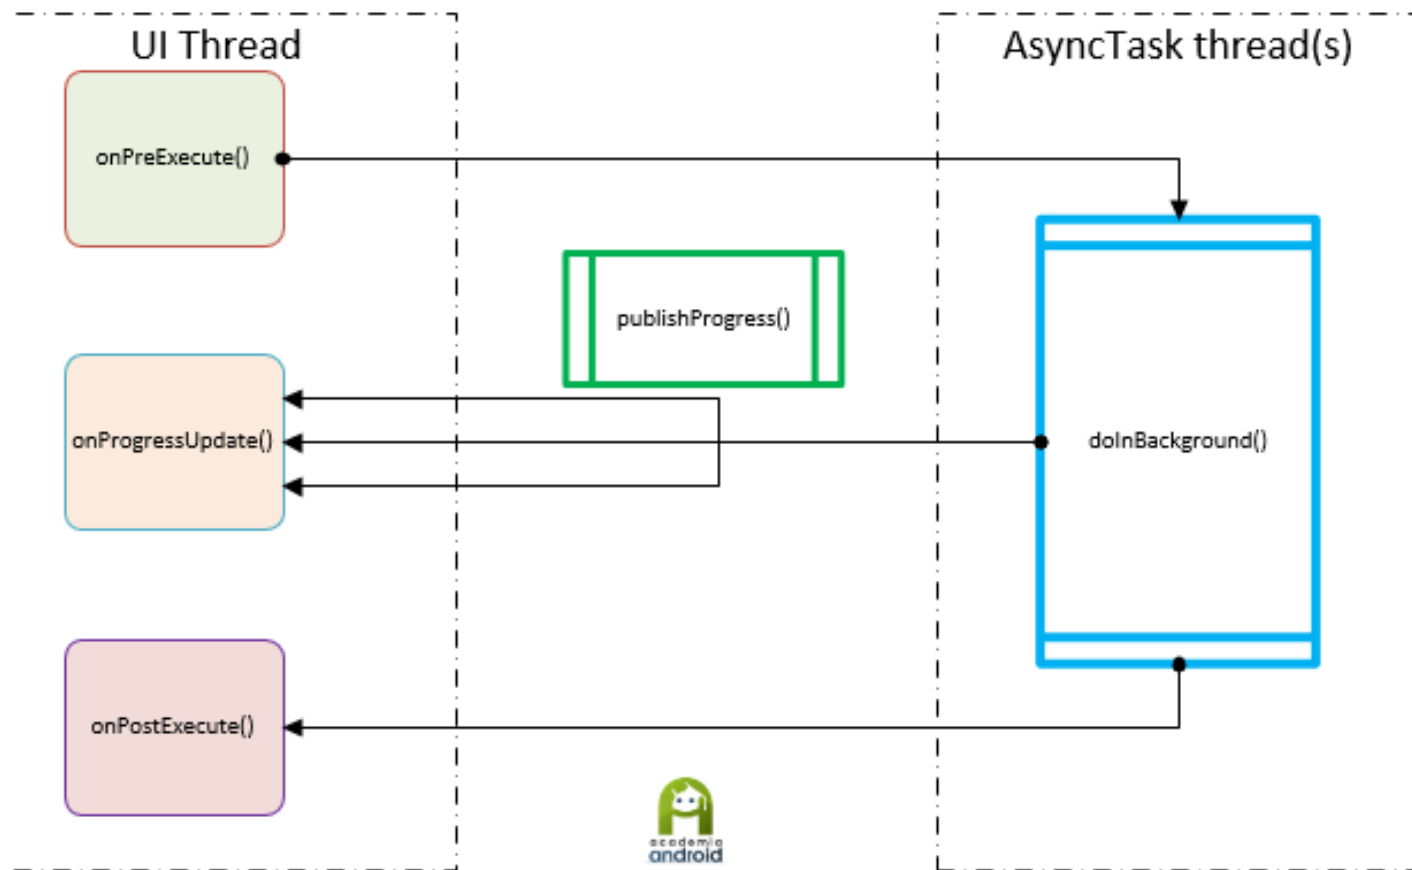 UI Thread
AsyncTask thread(s)
onPreExecute()
publishProgress()
onProgressUpdate()
doInBackground()
onPostExecute()
academia
android